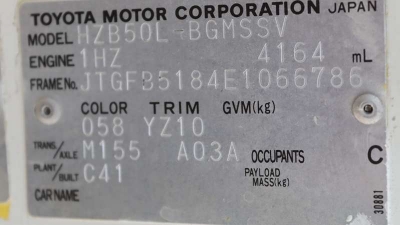 TOYOTA MOTOR CORPORATION JAPAN
MODEL HZB50L-BGMSSV
ENGINE 1HZ 4164 mL
FRAME No. JTGFB5184E1066786
COLOR TRIM GVM(kg)
058 YZ10
TRANS/AXLE M155 A03A OCCUPANTS C
PLANT/BUILT C41 PAYLOAD MASS(kg)
CAR NAME
30881